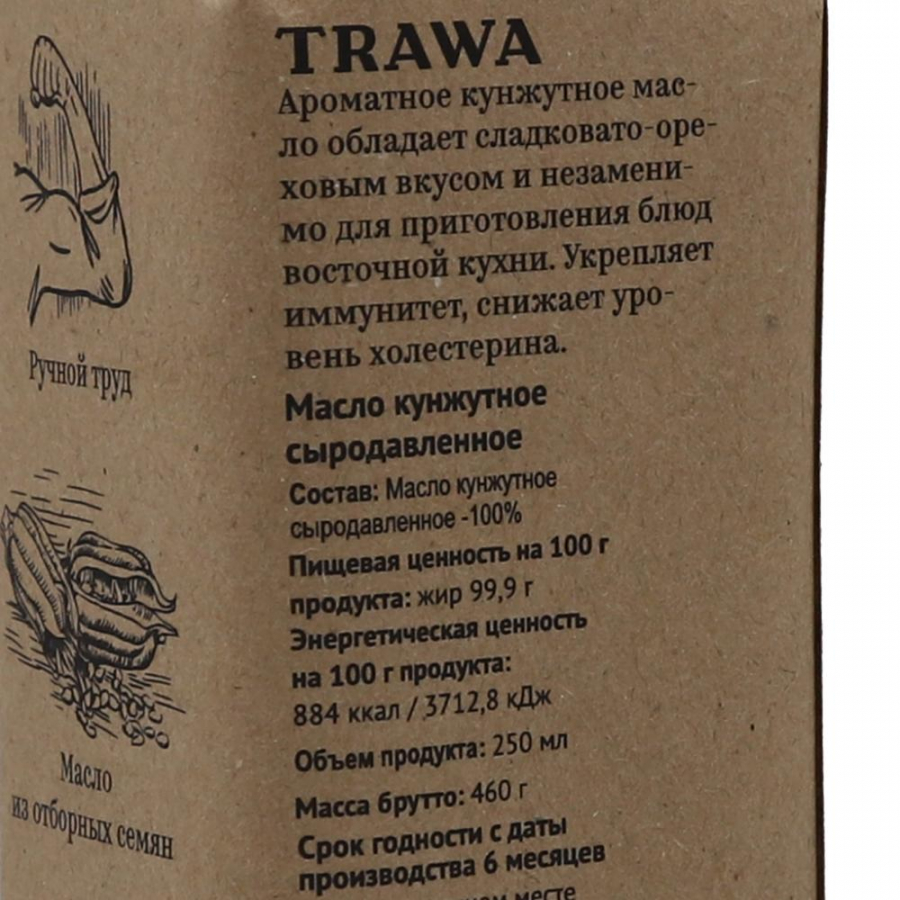 TRAWA
Ароматное кунжутное мас-
ло обладает сладковато-оре-
ховым вкусом и незамени-
мо для приготовления блюд
восточной кухни. Укрепляет
иммунитет, снижает уро-
вень холестерина.
Масло кунжутное
сыродавленное
Состав: Масло кунжутное
сыродавленное -100%
Пищевая ценность на 100 г
продукта: жир 99,9 г
Энергетическая ценность
на 100 г продукта:
884 ккал / 3712,8 кДж
Объем продукта: 250 мл
Масса брутто: 460 г
Срок годности с даты
производства 6 месяцев
месте
Ручной труд
Масло
из отборных семян